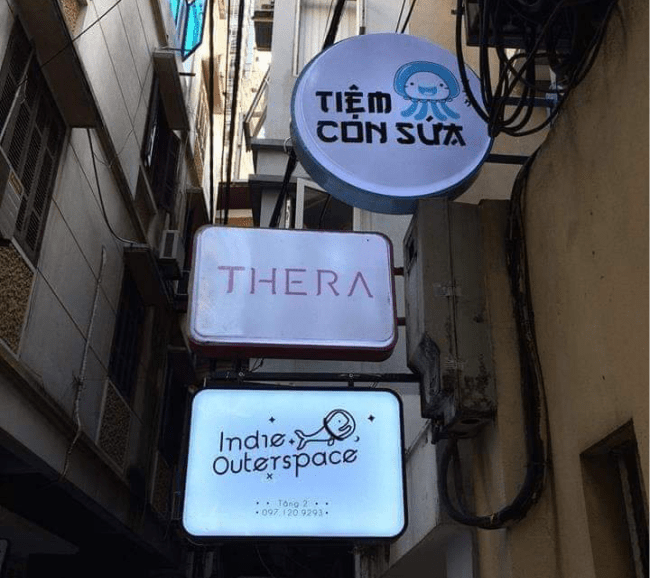 TIỆM
CON SỨA
THERA
Indie
Outerspace
Tầng 2
097.120.9293